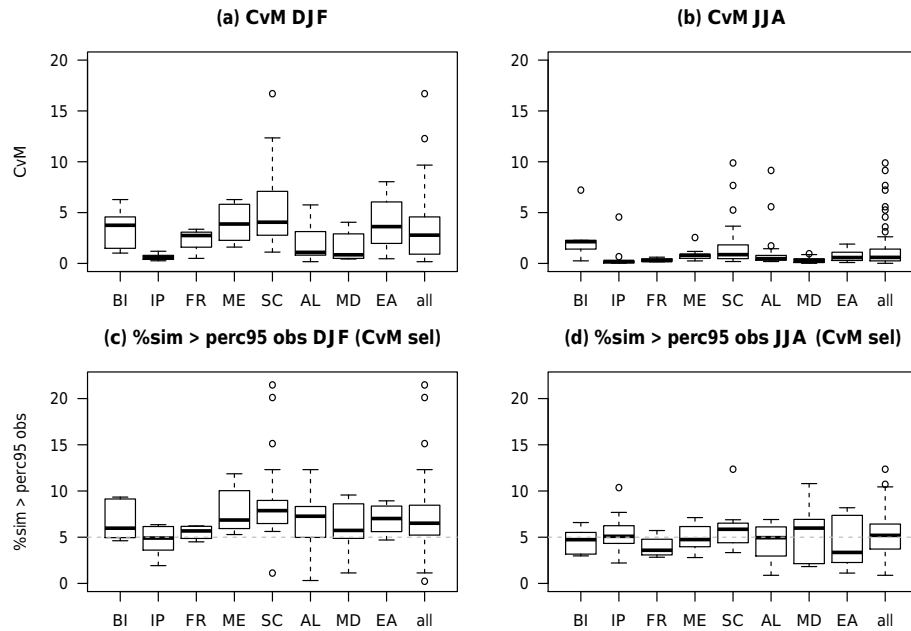 (a) CvM DJF
(b) CvM JJA
CvM
20
15
10
5
0
BI IP FR ME SC AL MD EA all
20
15
10
5
0
BI IP FR ME SC AL MD EA all
(c) %sim > perc95 obs DJF (CvM sel)
(d) %sim > perc95 obs JJA (CvM sel)
%sim > perc95 obs
20
15
10
5
0
BI IP FR ME SC AL MD EA all
20
15
10
5
0
BI IP FR ME SC AL MD EA all